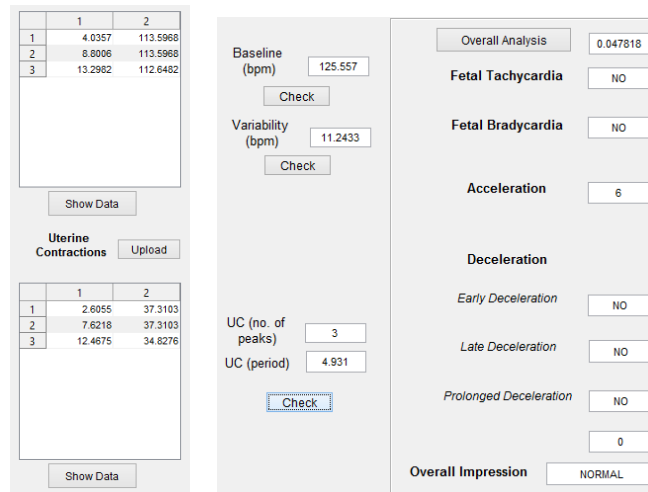 1 2
1 4.0357 113.5968
2 8.8006 113.5968
3 13.2982 112.6482
Show Data
Uterine
Contractions
Upload
1 2
1 2.6055 37.3103
2 7.6218 37.3103
3 12.4675 34.8276
Show Data
Baseline
(bpm)
125.557
Check
Variability
(bpm)
11.2433
Check
UC (no. of
peaks)
3
UC (period)
4.931
Check
Overall Analysis
0.047818
Fetal Tachycardia
NO
Fetal Bradycardia
NO
Acceleration
6
Deceleration
Early Deceleration
NO
Late Deceleration
NO
Prolonged Deceleration
NO
0
Overall Impression
NORMAL